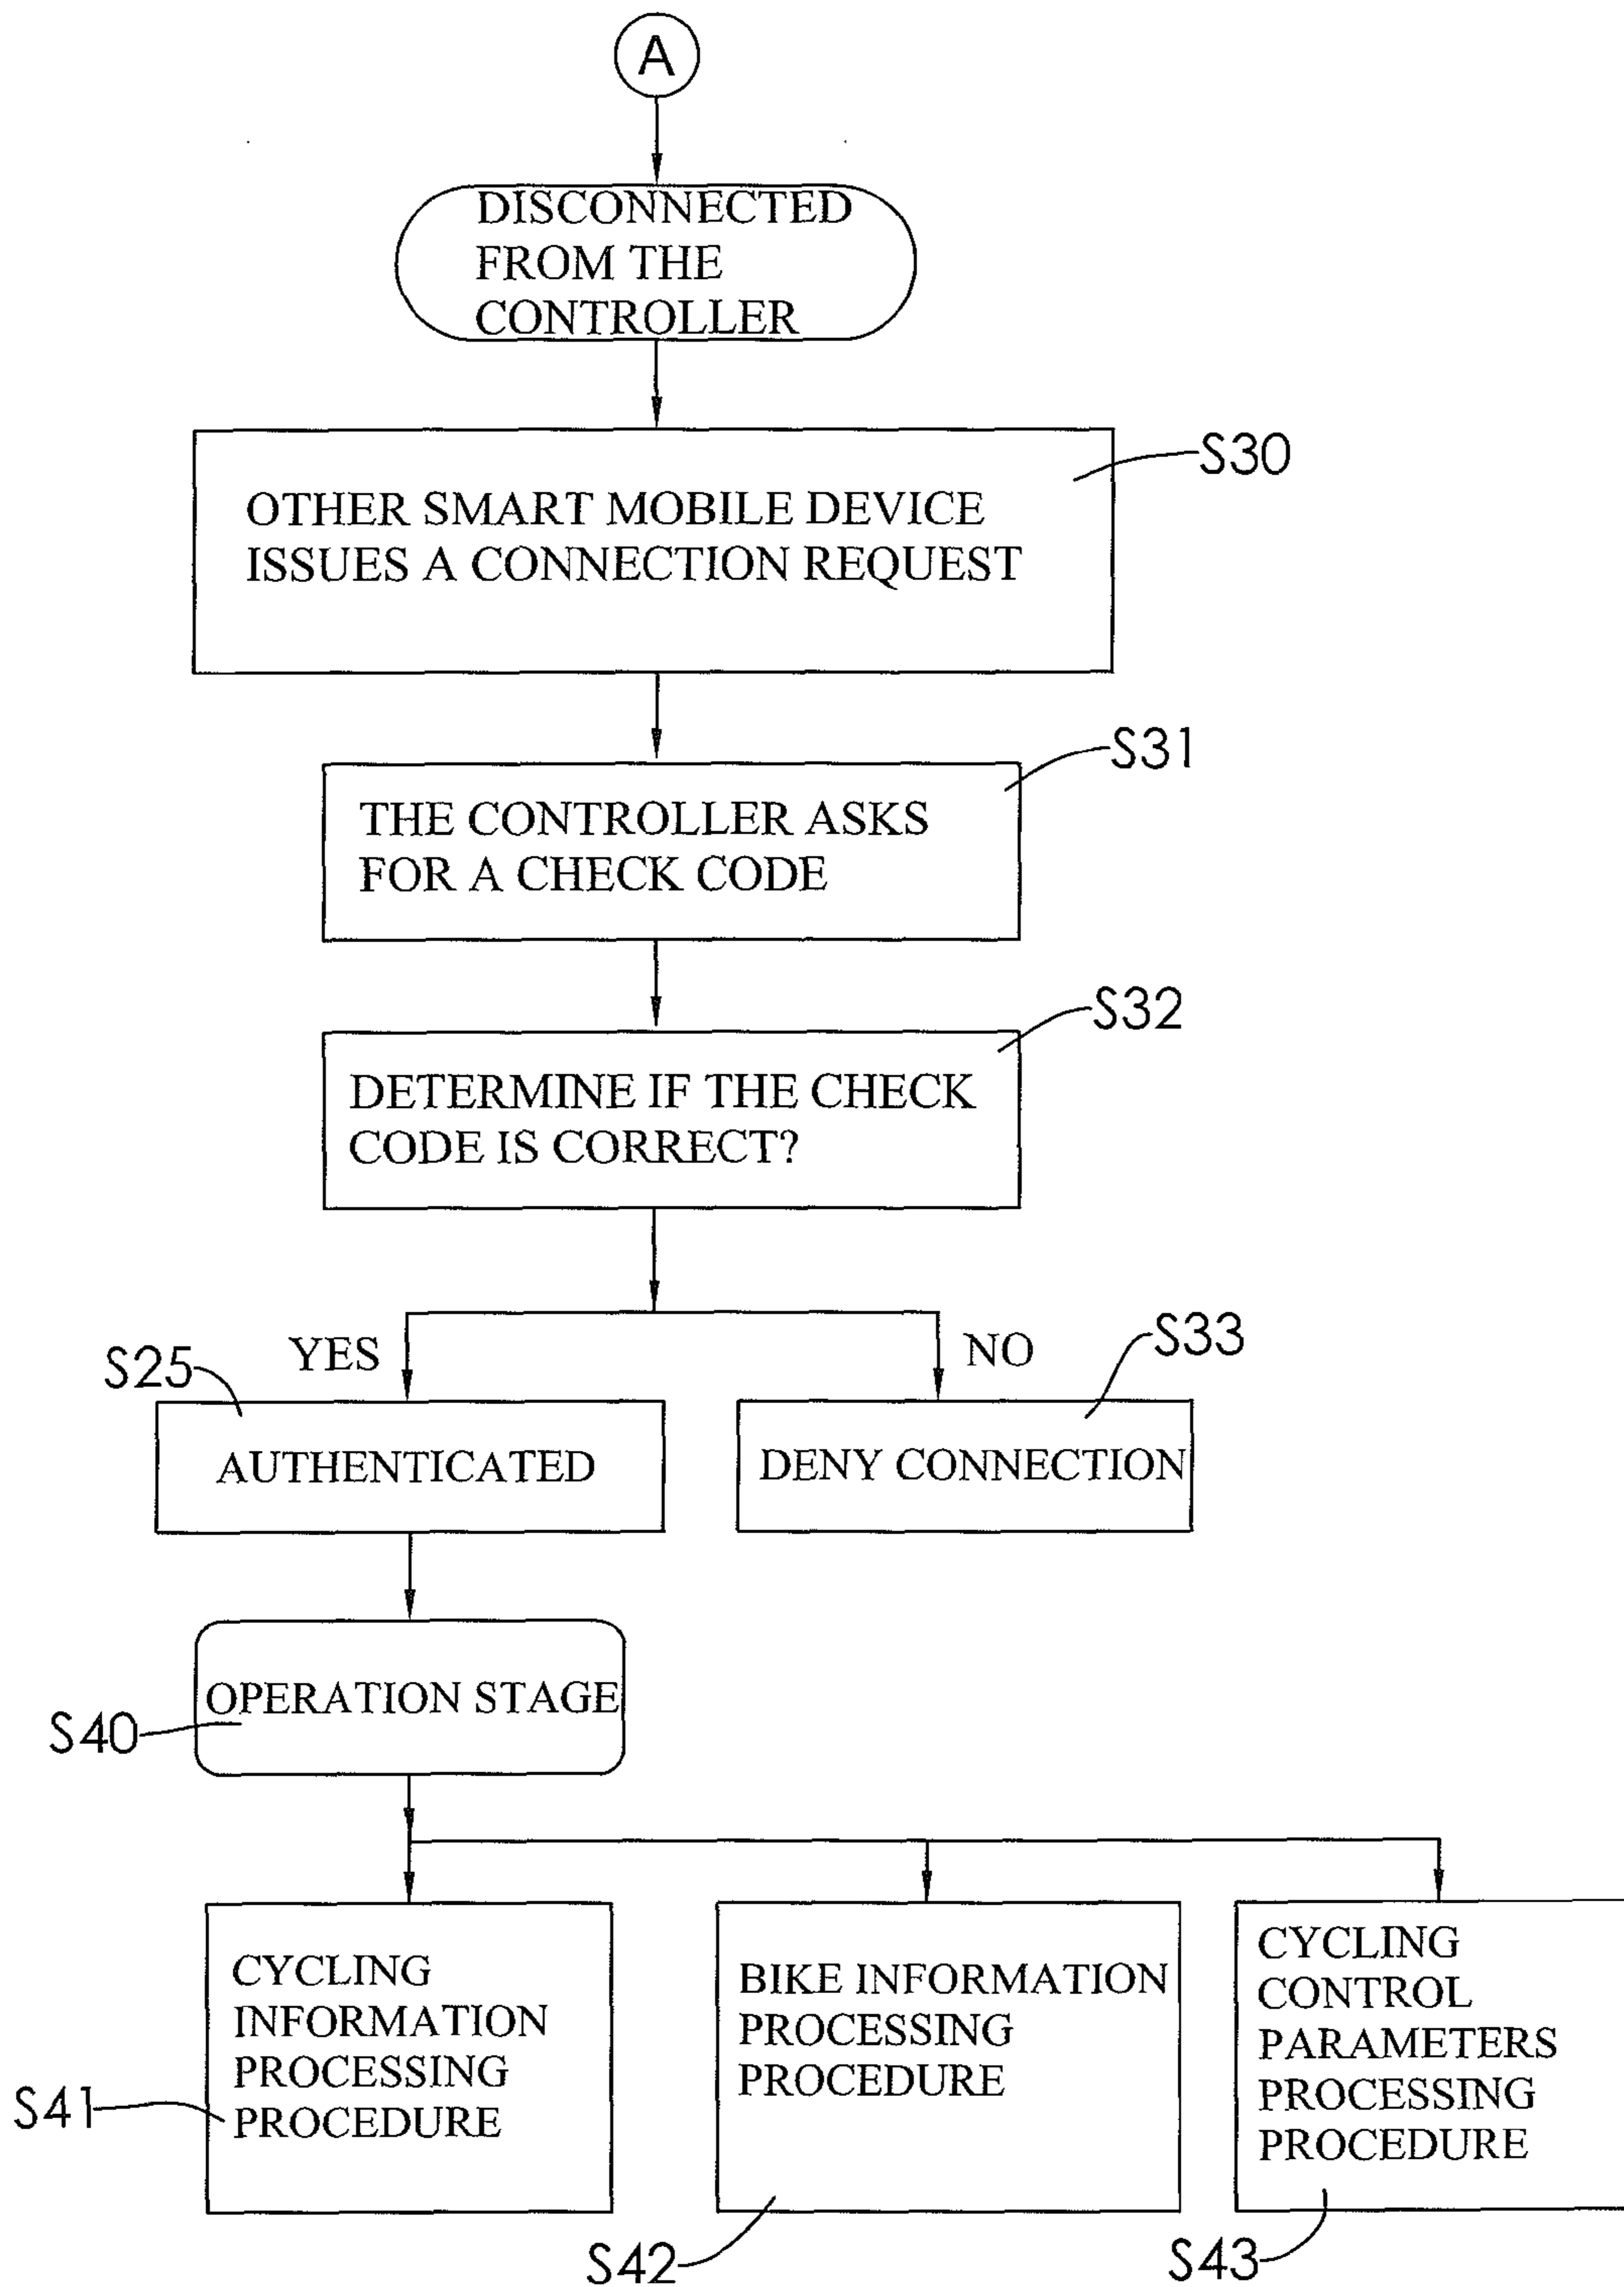 A
DISCONNECTED
FROM THE
CONTROLLER
S30
OTHER SMART MOBILE DEVICE
ISSUES A CONNECTION REQUEST
S31
THE CONTROLLER ASKS
FOR A CHECK CODE
S32
DETERMINE IF THE CHECK
CODE IS CORRECT?
YES
NO
S25
S33
AUTHENTICATED
DENY CONNECTION
OPERATION STAGE
S40
CYCLING
INFORMATION
PROCESSING
PROCEDURE
S41
BIKE INFORMATION
PROCESSING
PROCEDURE
S42
CYCLING
CONTROL
PARAMETERS
PROCESSING
PROCEDURE
S43